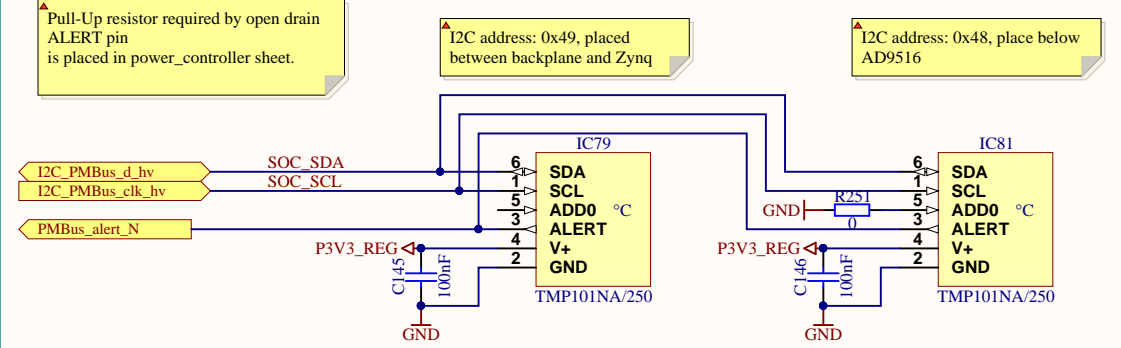 Pull-Up resistor required by open drain
ALERT pin
is placed in power_controller sheet.
I2C address: 0x49, placed
between backplane and Zynq
I2C address: 0x48, place below
AD9516
I2C_PMBus_d_hv
I2C_PMBus_clk_hv
PMBus_alert_N
SOC_SDA
SOC_SCL
IC79
6 SDA
1 SCL
5 ADD0 °C
3 ALERT
4 V+
2 GND
TMP101NA/250
P3V3_REG
C145
100nF
GND
IC81
6 SDA
1 SCL
5 ADD0 °C
3 ALERT
4 V+
2 GND
TMP101NA/250
GND
R251
0
P3V3_REG
C146
100nF
GND